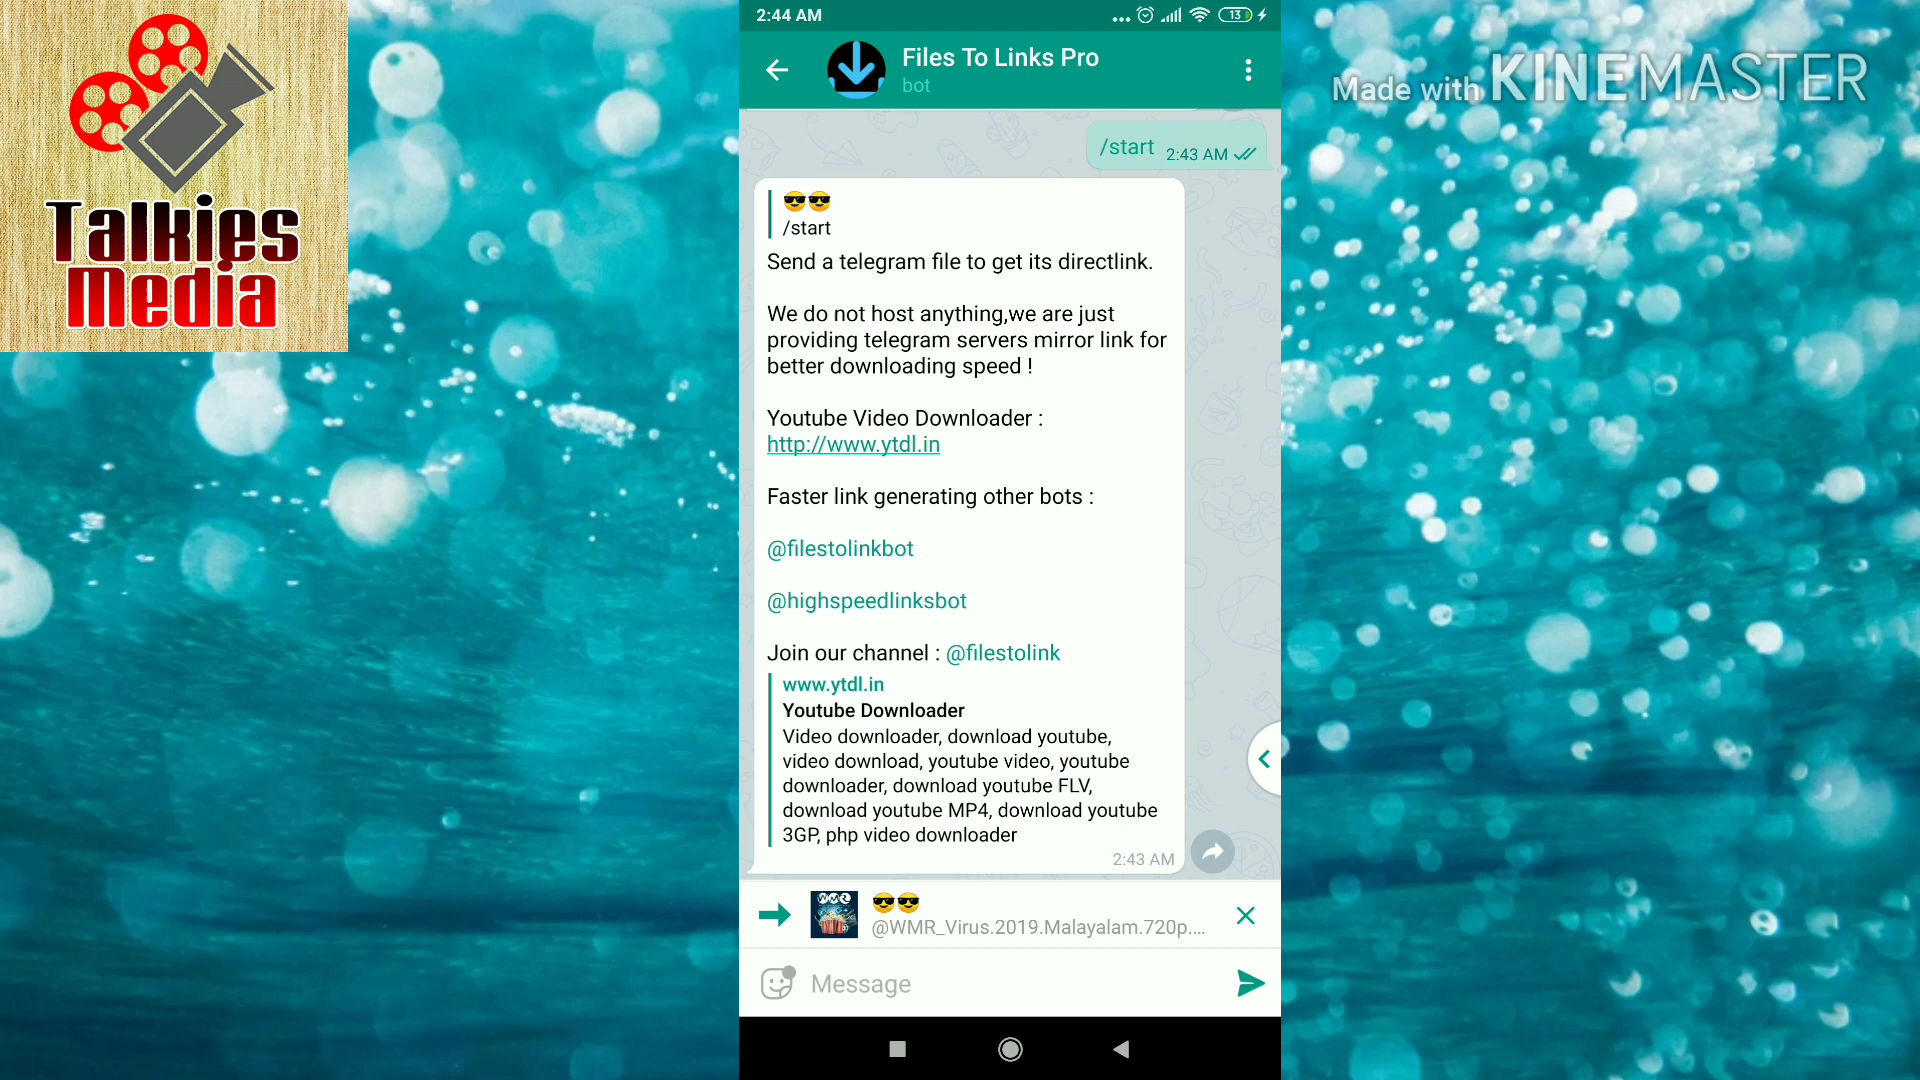 Talkies
Media
Made with KINEMASTER
2:44 AM
13
Files To Links Pro
bot
/start 2:43 AM
😎😎
/start
Send a telegram file to get its directlink.
We do not host anything,we are just
providing telegram servers mirror link for
better downloading speed !
Youtube Video Downloader :
http://www.ytdl.in
Faster link generating other bots :
@filestolinkbot
@highspeedlinksbot
Join our channel : @filestolink
www.ytdl.in
Youtube Downloader
Video downloader, download youtube,
video download, youtube video, youtube
downloader, download youtube FLV,
download youtube MP4, download youtube
3GP, php video downloader
2:43 AM
WMR
😎😎
@WMR_Virus.2019.Malayalam.720p....
Message